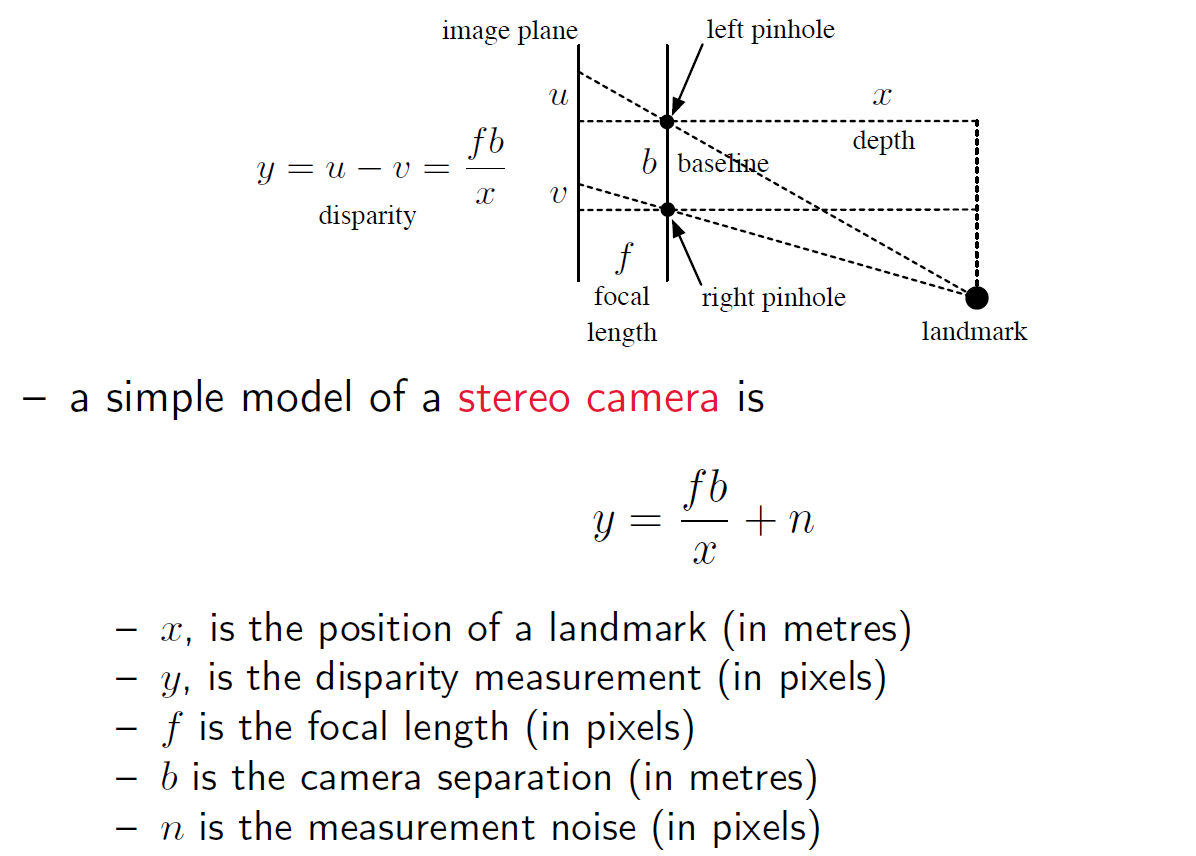 image plane
left pinhole
u
x
depth
y = u − v = fb/x
disparity
b
baseline
v
f
focal
length
right pinhole
landmark
– a simple model of a stereo camera is
y = fb/x + n
– x, is the position of a landmark (in metres)
– y, is the disparity measurement (in pixels)
– f is the focal length (in pixels)
– b is the camera separation (in metres)
– n is the measurement noise (in pixels)